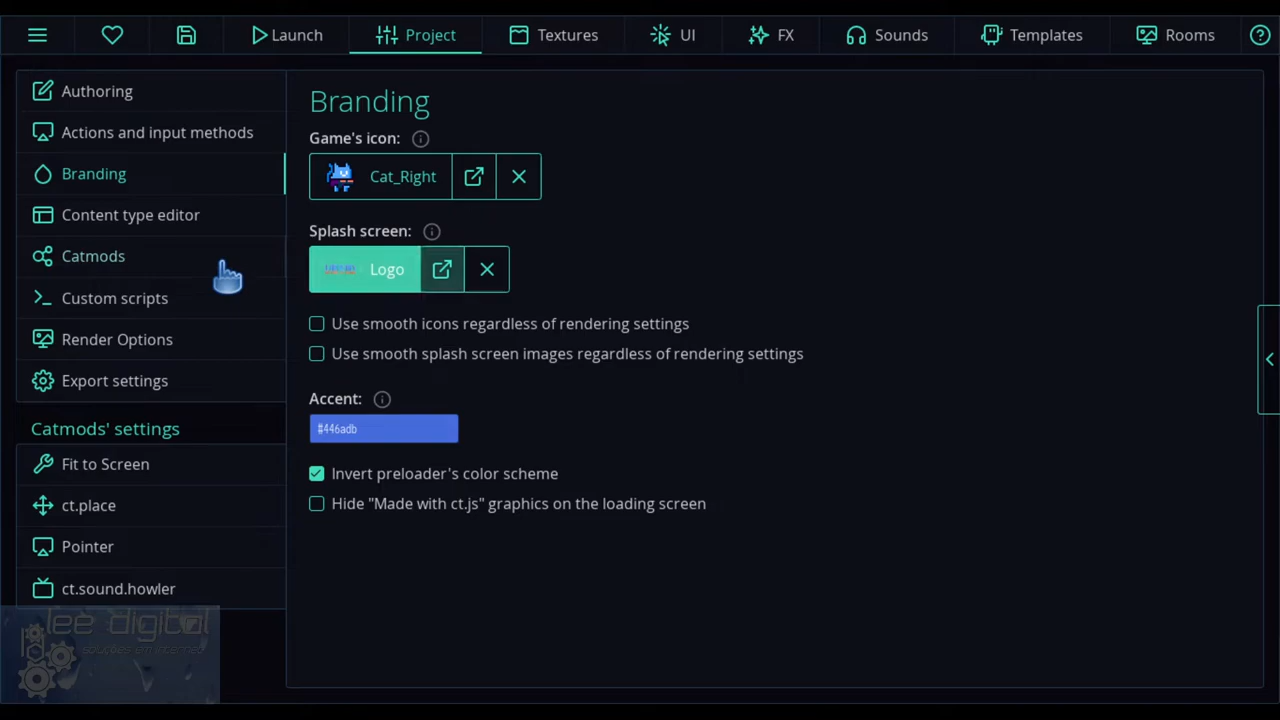 Launch
Project
Textures
UI
FX
Sounds
Templates
Rooms
Authoring
Actions and input methods
Branding
Content type editor
Catmods
Custom scripts
Render Options
Export settings
Catmods' settings
Fit to Screen
ct.place
Pointer
ct.sound.howler
Branding
Game's icon:
Cat_Right
Splash screen:
Logo
Use smooth icons regardless of rendering settings
Use smooth splash screen images regardless of rendering settings
Accent:
#446adb
Invert preloader's color scheme
Hide "Made with ct.js" graphics on the loading screen
lee digital
soluções em internet